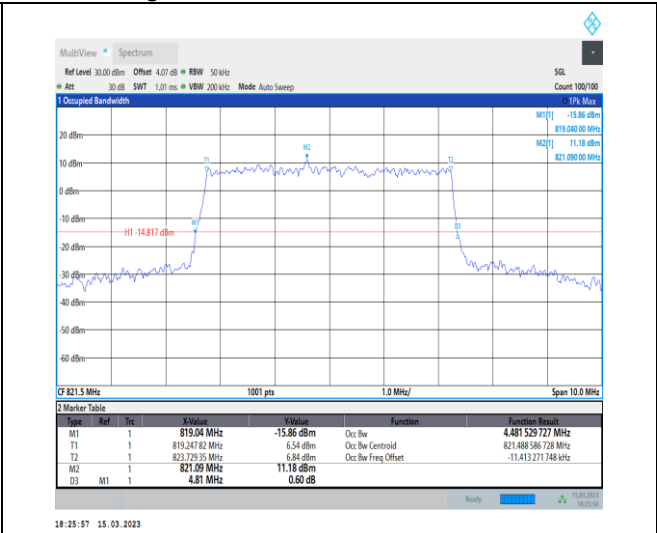 MultiView Spectrum
Ref Level 30.00 dBm Offset 4.07 dB RBW 50 kHz SGL
Att 30 dB SWT 1.01 ms VBW 200 kHz Mode Auto Sweep Count 100/100
1 Occupied Bandwidth 1Pk Max
M1[1] -15.86 dBm
819.040 00 MHz
M2[1] 11.18 dBm
821.090 00 MHz
20 dBm
M2
10 dBm
T1 T2
0 dBm
-10 dBm
M1 D3
H1 -14.817 dBm
-20 dBm
-30 dBm
-40 dBm
-50 dBm
-60 dBm
CF 821.5 MHz 1001 pts 1.0 MHz/ Span 10.0 MHz
2 Marker Table
Type Ref Trc X-Value Y-Value Function Function Result
M1 1 819.04 MHz -15.86 dBm Occ Bw 4.481 529 727 MHz
T1 1 819.247 82 MHz 6.54 dBm Occ Bw Centroid 821.488 586 728 MHz
T2 1 823.729 35 MHz 6.84 dBm Occ Bw Freq Offset -11.413 271 748 kHz
M2 1 821.09 MHz 11.18 dBm
D3 M1 1 4.81 MHz 0.60 dB
Ready 15.03.2023
18:25:56
18:25:57 15.03.2023